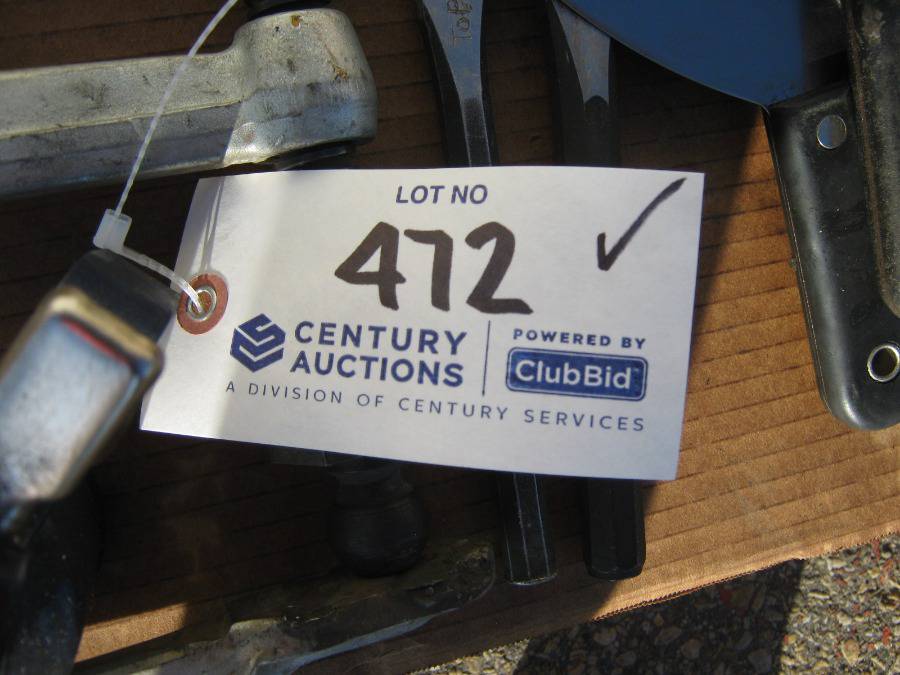 LOT NO
472 ✓
CENTURY
AUCTIONS
POWERED BY
ClubBid
A DIVISION OF CENTURY SERVICES